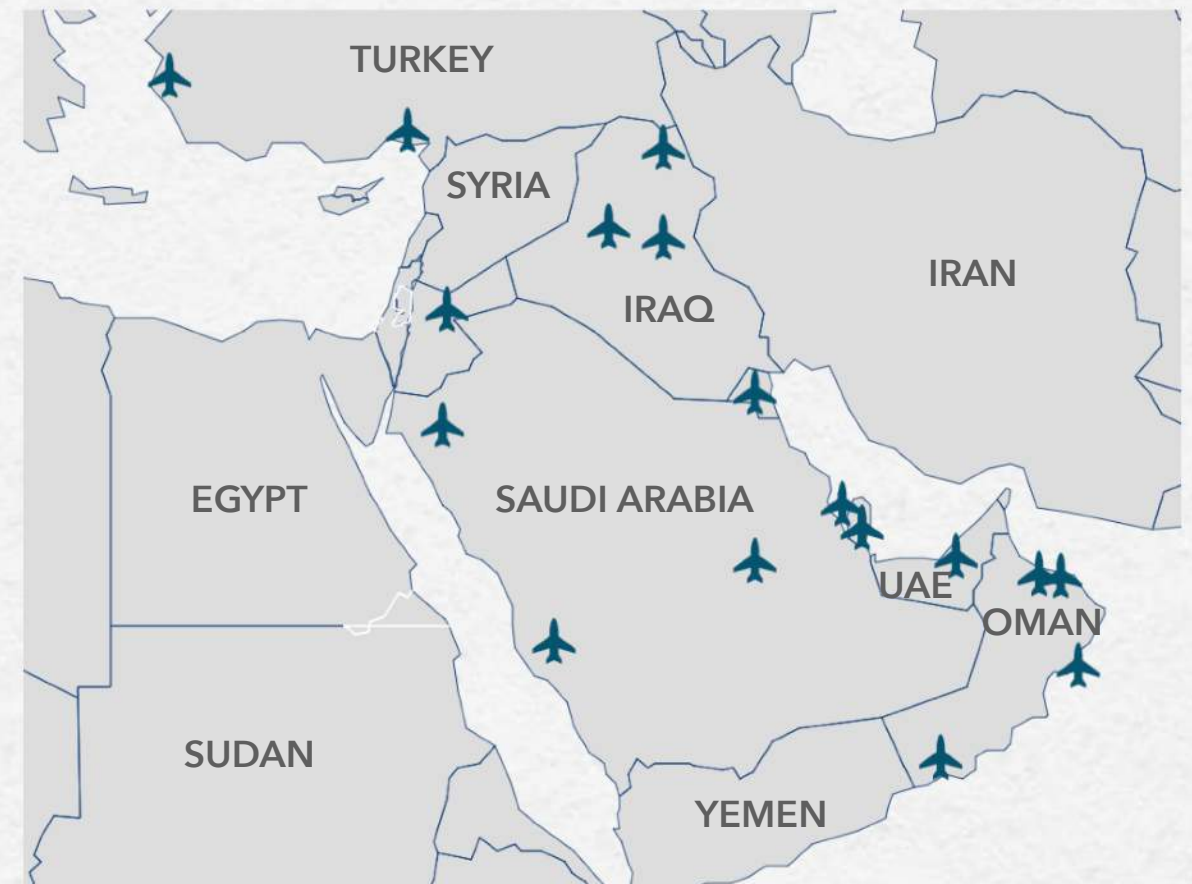 TURKEY
SYRIA
IRAN
IRAQ
EGYPT
SAUDI ARABIA
UAE
OMAN
SUDAN
YEMEN